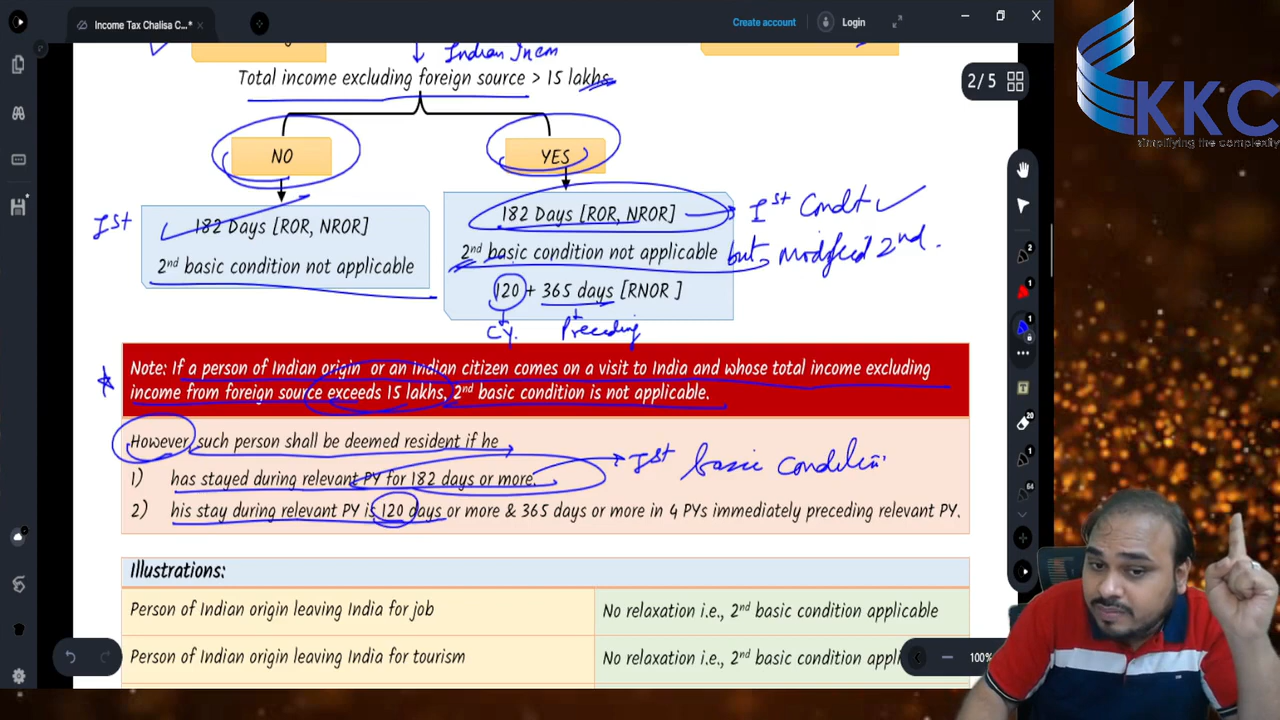 Income Tax Chalisa C...*
Create account
Login
2/5
KKC
simplifying the complexity
Indian Incm
Total income excluding foreign source > 15 lakhs
NO
YES
Ist
182 Days [ROR, NROR]
2nd basic condition not applicable
182 Days [ROR, NROR]
Ist Condt
2nd basic condition not applicable
but Modified 2nd.
120 + 365 days [RNOR ]
CY.
Preceding
Note: If a person of Indian origin or an indian citizen comes on a visit to India and whose total income excluding
income from foreign source exceeds 15 lakhs, 2nd basic condition is not applicable.
However, such person shall be deemed resident if he
1) has stayed during relevant PY for 182 days or more.
Ist basic condition
2) his stay during relevant PY is 120 days or more & 365 days or more in 4 PYs immediately preceding relevant PY.
Illustrations:
Person of Indian origin leaving India for job
No relaxation i.e., 2nd basic condition applicable
Person of Indian origin leaving India for tourism
No relaxation i.e., 2nd basic condition appli
100%